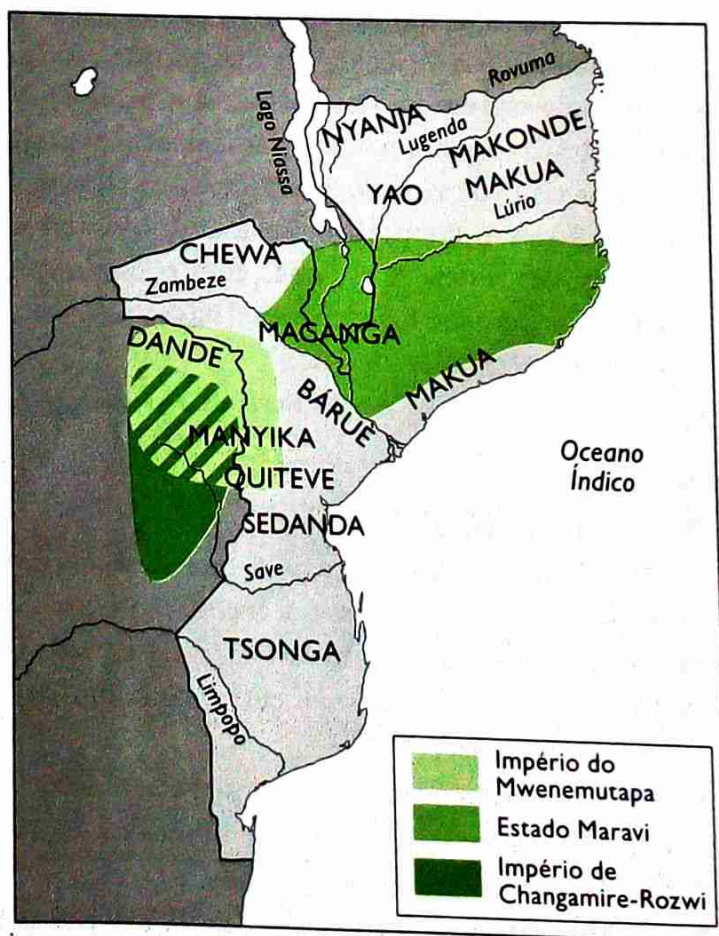 Rovuma
NYANJA
Lugenda
Lago Niassa
MAKONDE
MAKUA
YAO
Lúrio
CHEWA
Zambeze
MAGANGA
DANDE
MAKUA
BÁRUÈ
MANYIKA
QUITEVE
Oceano
Índico
SEDANDA
Save
TSONGA
Limpopo
Império do
Mwenemutapa
Estado Maravi
Império de
Changamire-Rozwi